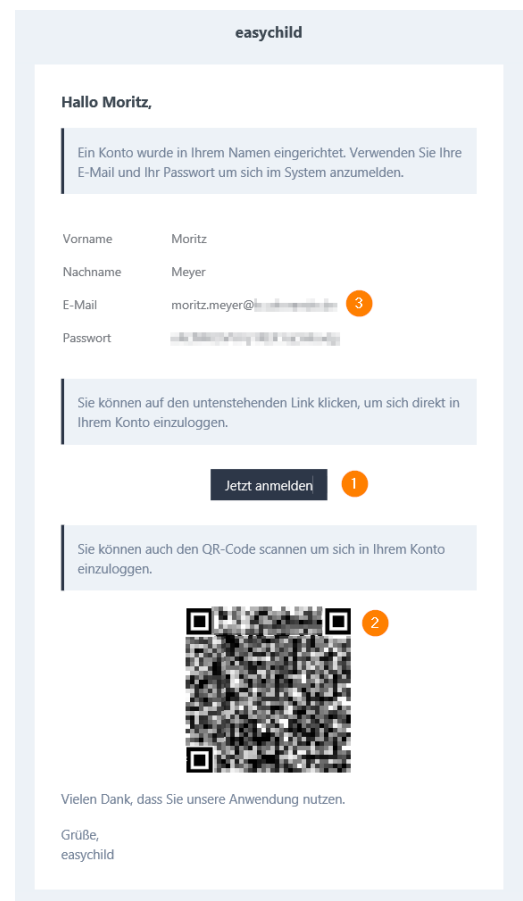 easychild
Hallo Moritz,
Ein Konto wurde in Ihrem Namen eingerichtet. Verwenden Sie Ihre
E-Mail und Ihr Passwort um sich im System anzumelden.
Vorname Moritz
Nachname Meyer
E-Mail moritz.meyer@ 3
Passwort
Sie können auf den untenstehenden Link klicken, um sich direkt in
Ihrem Konto einzuloggen.
Jetzt anmelden 1
Sie können auch den QR-Code scannen um sich in Ihrem Konto
einzuloggen.
2
Vielen Dank, dass Sie unsere Anwendung nutzen.
Grüße,
easychild